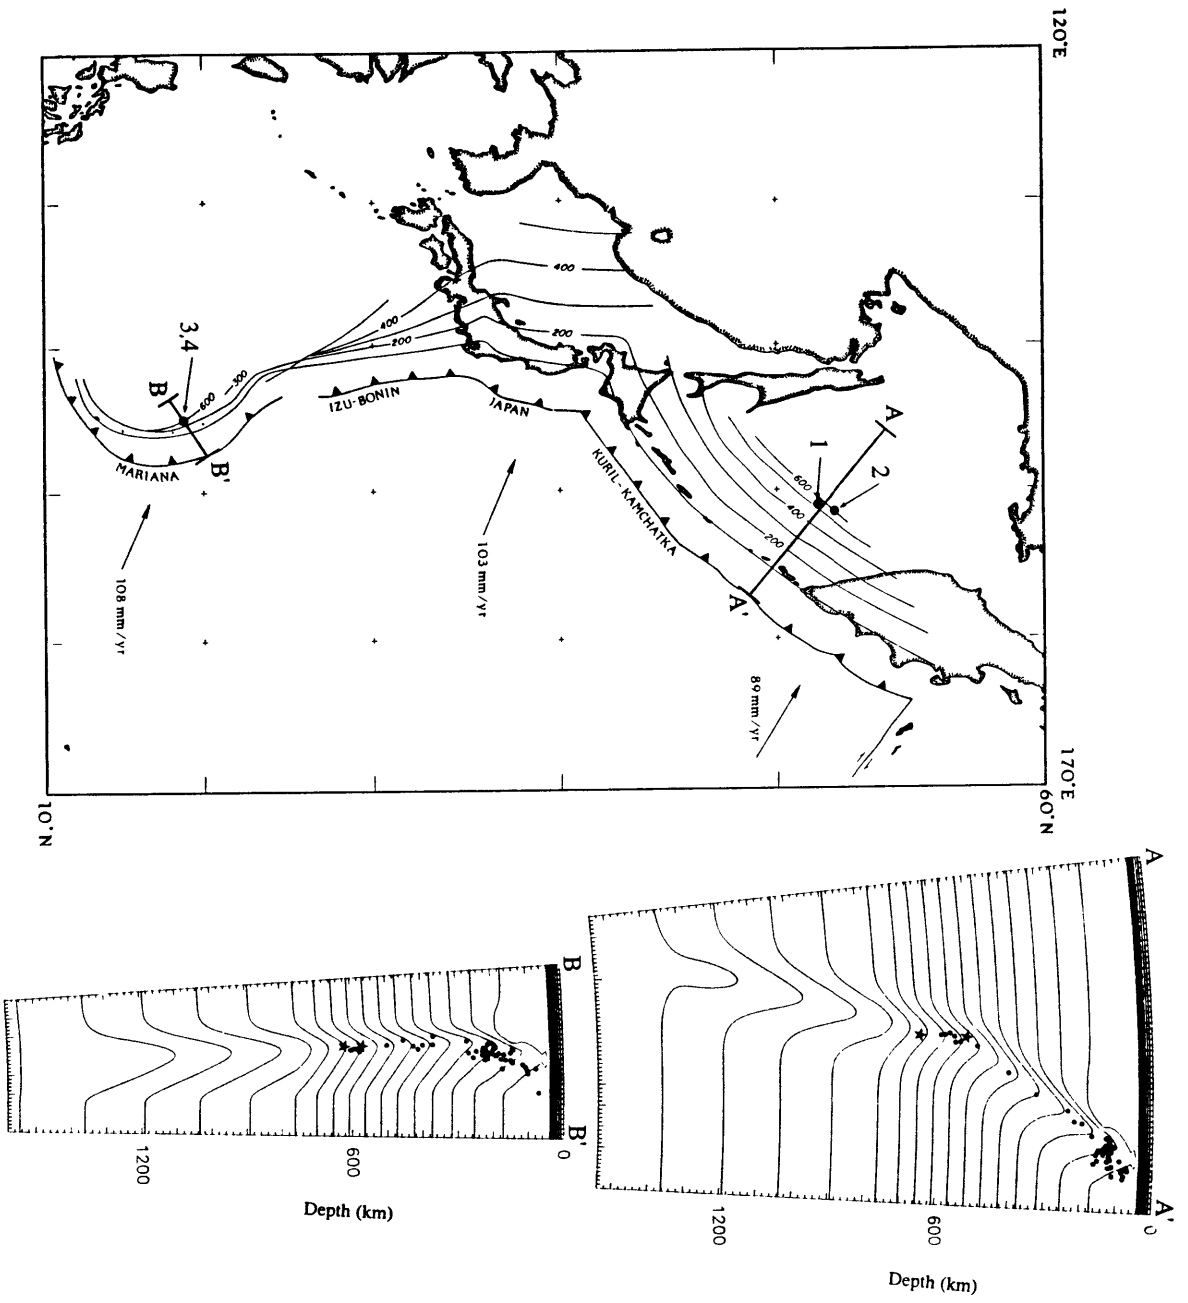 120°E
170°E
60°N
10°N
400
200
400
200
300
600
600
400
200
3,4
1
2
B
B'
A
A'
MARIANA
IZU-BONIN
JAPAN
KURIL-KAMCHATKA
108 mm/yr
103 mm/yr
89 mm/yr
A
A'
0
600
1200
Depth (km)
B
B'
0
600
1200
Depth (km)